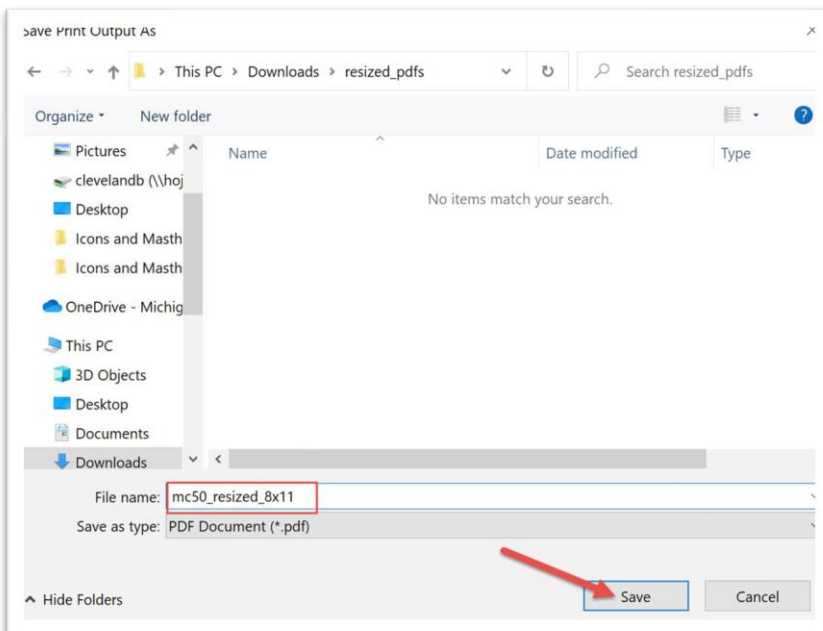 Save Print Output As
This PC > Downloads > resized_pdfs
Search resized_pdfs
Organize
New folder
Name
Date modified
Type
No items match your search.
Pictures
clevelandb (\\hoj
Desktop
Icons and Masth
Icons and Masth
OneDrive - Michig
This PC
3D Objects
Desktop
Documents
Downloads
File name: mc50_resized_8x11
Save as type: PDF Document (*.pdf)
Hide Folders
Save
Cancel